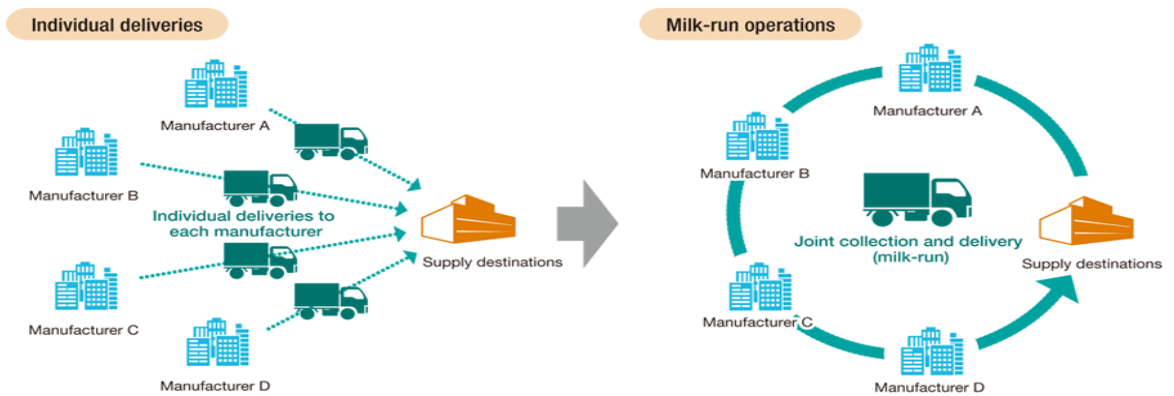 Individual deliveries
Manufacturer A
Manufacturer B
Individual deliveries to
each manufacturer
Supply destinations
Manufacturer C
Manufacturer D
Milk-run operations
Manufacturer A
Manufacturer B
Joint collection and delivery
(milk-run)
Supply destinations
Manufacturer C
Manufacturer D